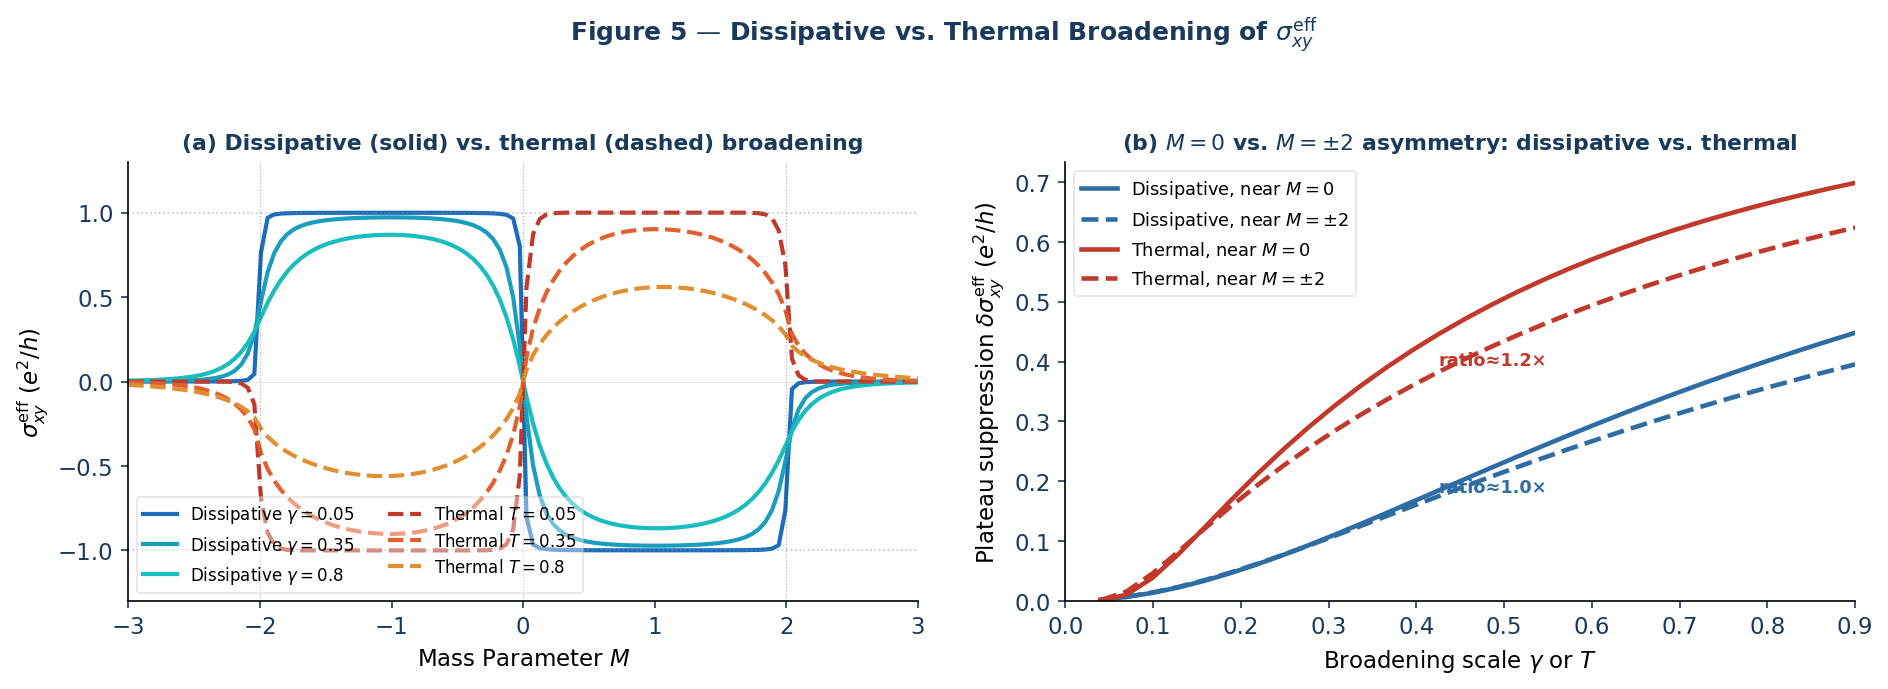 Figure 5 — Dissipative vs. Thermal Broadening of σ_xy^eff
(a) Dissipative (solid) vs. thermal (dashed) broadening
σ_xy^eff (e²/h)
1.0
0.5
0.0
−0.5
−1.0
Dissipative γ = 0.05
Dissipative γ = 0.35
Dissipative γ = 0.8
Thermal T = 0.05
Thermal T = 0.35
Thermal T = 0.8
−3 −2 −1 0 1 2 3
Mass Parameter M
(b) M = 0 vs. M = ±2 asymmetry: dissipative vs. thermal
Plateau suppression δσ_xy^eff (e²/h)
0.7
0.6
0.5
0.4
0.3
0.2
0.1
0.0
Dissipative, near M = 0
Dissipative, near M = ±2
Thermal, near M = 0
Thermal, near M = ±2
ratio≈1.2×
ratio≈1.0×
0.0 0.1 0.2 0.3 0.4 0.5 0.6 0.7 0.8 0.9
Broadening scale γ or T